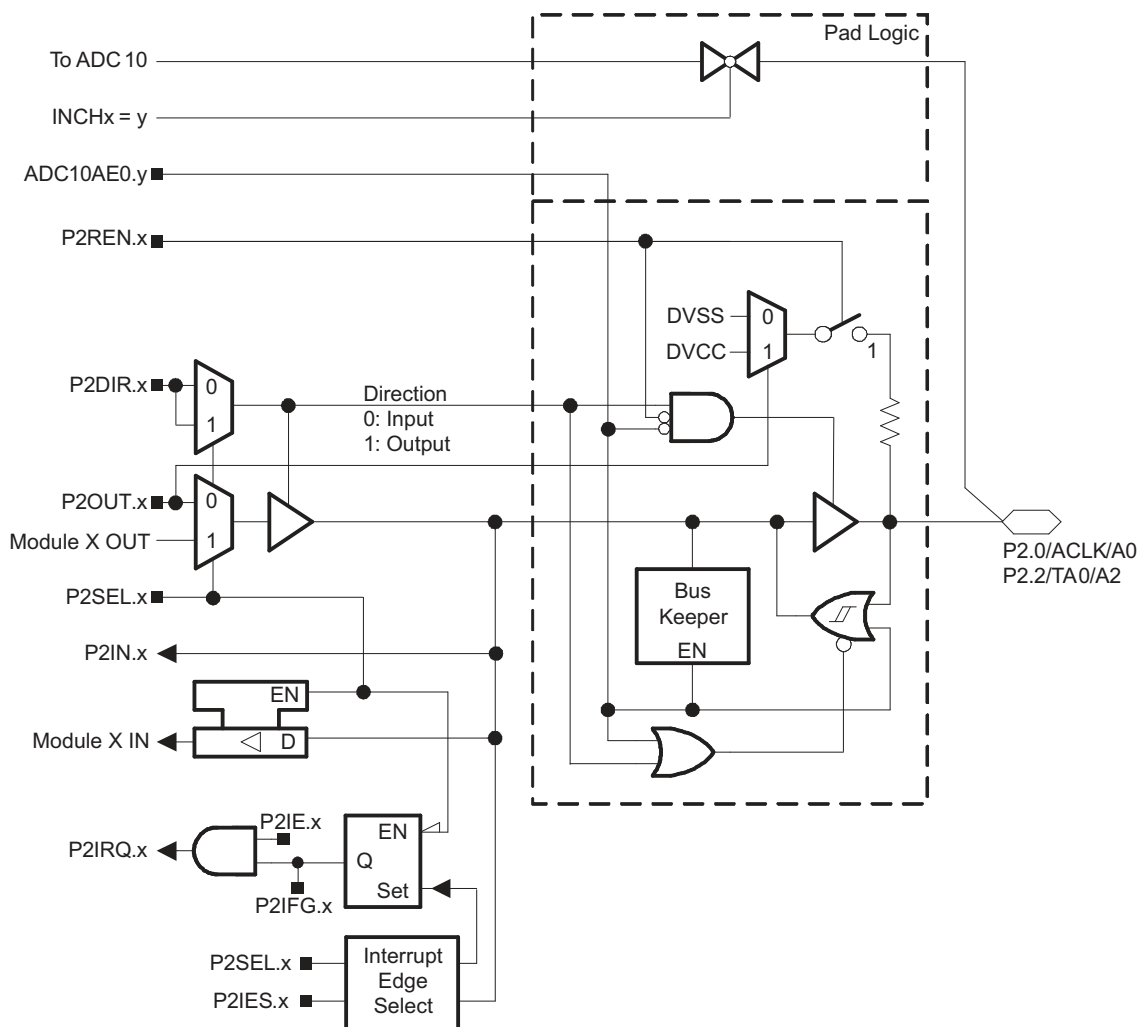 Pad Logic
To ADC 10
INCHx = y
ADC10AE0.y
P2REN.x
DVSS
0
DVCC
1
1
P2DIR.x
0
1
Direction
0: Input
1: Output
P2OUT.x
0
Module X OUT
1
P2.0/ACLK/A0
P2.2/TA0/A2
P2SEL.x
Bus
Keeper
EN
P2IN.x
EN
Module X IN
D
P2IE.x
EN
P2IRQ.x
Q
Set
P2IFG.x
P2SEL.x
Interrupt
Edge
Select
P2IES.x